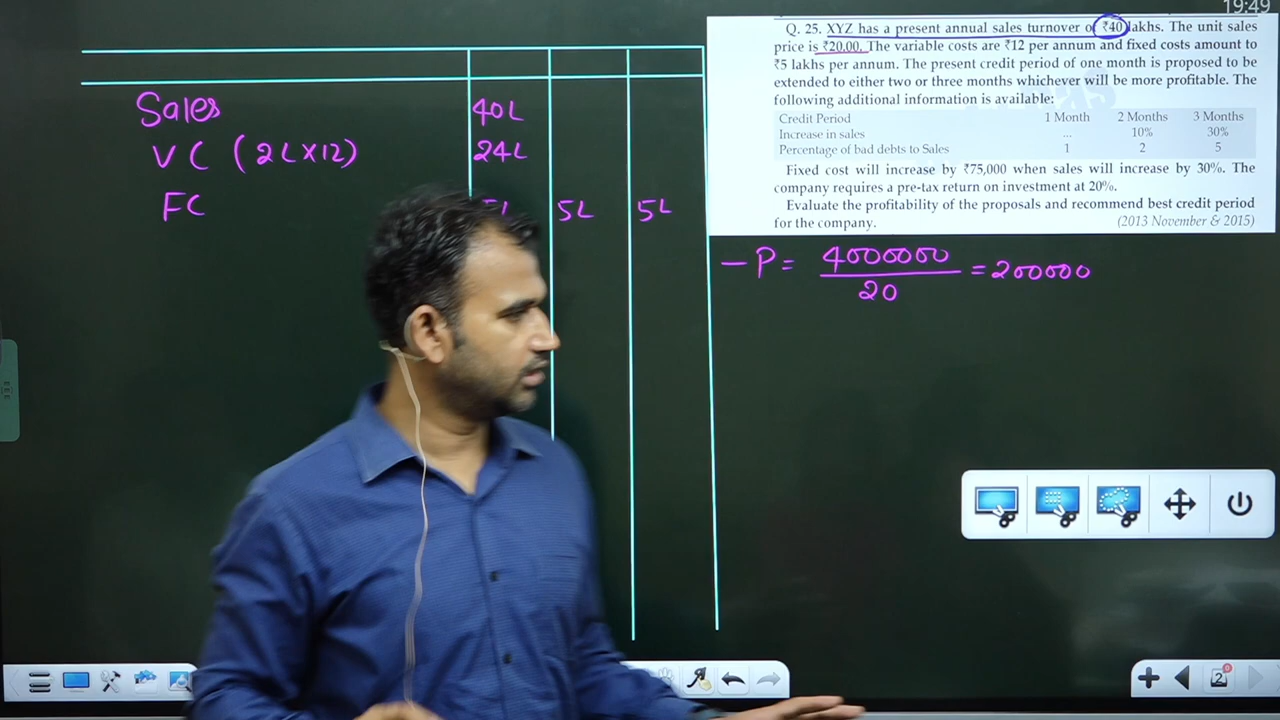 19:49
Q. 25. XYZ has a present annual sales turnover of ₹40 lakhs. The unit sales
price is ₹20.00. The variable costs are ₹12 per annum and fixed costs amount to
₹5 lakhs per annum. The present credit period of one month is proposed to be
extended to either two or three months whichever will be more profitable. The
following additional information is available:
Credit Period 1 Month 2 Months 3 Months
Increase in sales ... 10% 30%
Percentage of bad debts to Sales 1 2 5
Fixed cost will increase by ₹75,000 when sales will increase by 30%. The
company requires a pre-tax return on investment at 20%.
Evaluate the profitability of the proposals and recommend best credit period
for the company. (2013 November & 2015)
Sales 40L
VC (2L×12) 24L
FC 5L 5L
– P = 4000000
20
= 200000
2
0